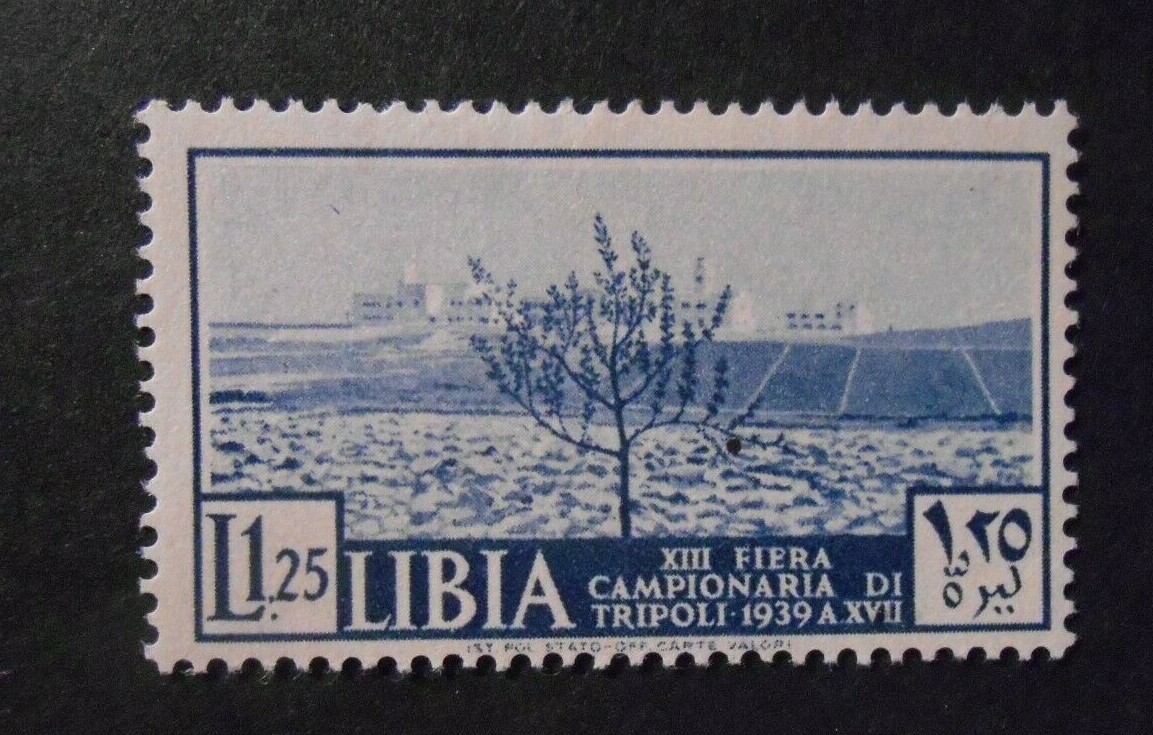 L1.25
LIBIA
XIII FIERA
CAMPIONARIA DI
TRIPOLI·1939 A.XVII
١٫٢٥
ليرة
IST. POL. STATO-OFF. CARTE VALORI